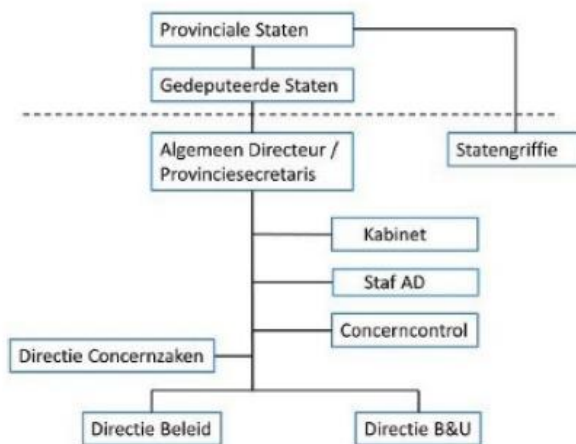 Provinciale Staten
Gedeputeerde Staten
Algemeen Directeur /
Provinciesecretaris
Statengriffie
Kabinet
Staf AD
Concerncontrol
Directie Concernzaken
Directie Beleid
Directie B&U